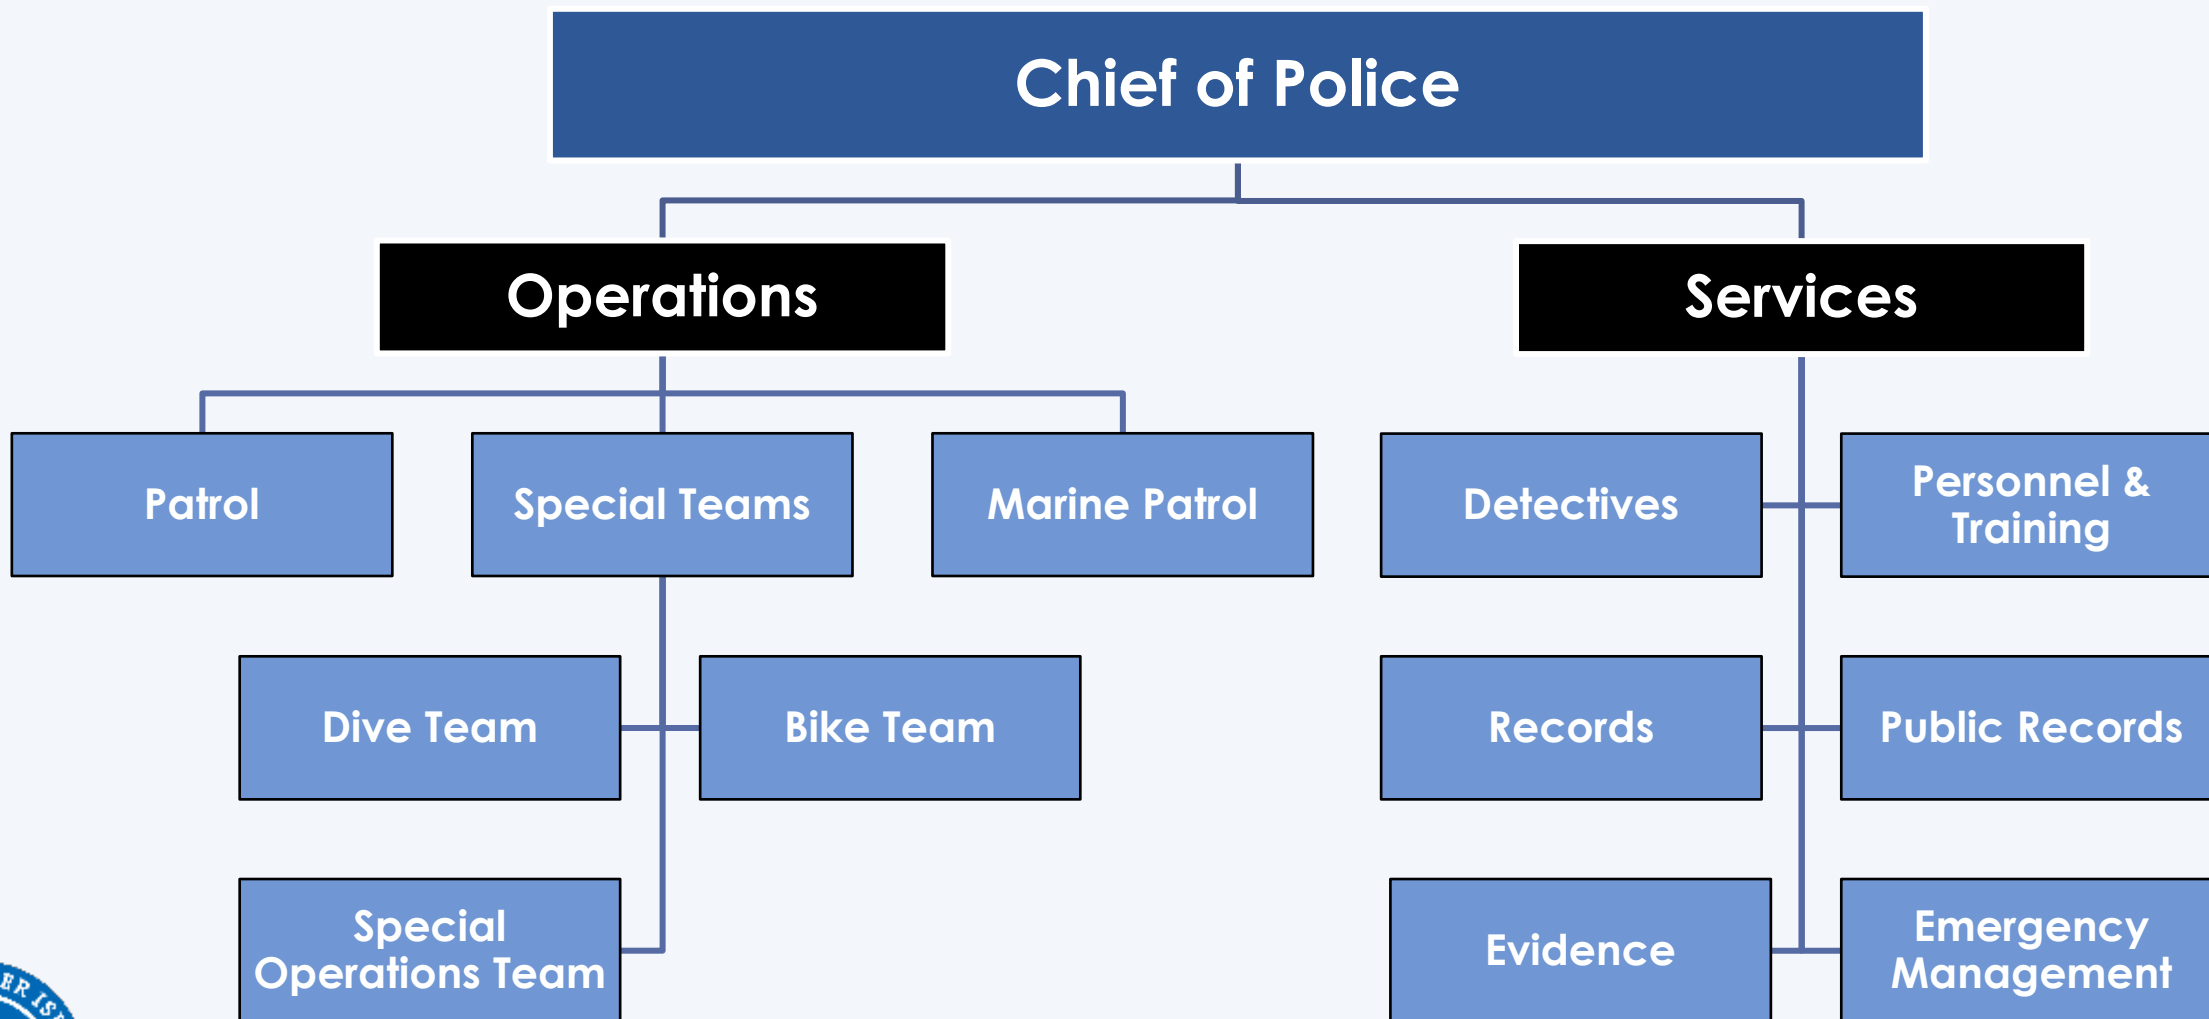 Chief of Police
Operations
Services
Patrol
Special Teams
Marine Patrol
Detectives
Personnel &
Training
Dive Team
Bike Team
Records
Public Records
Special
Operations Team
Evidence
Emergency
Management